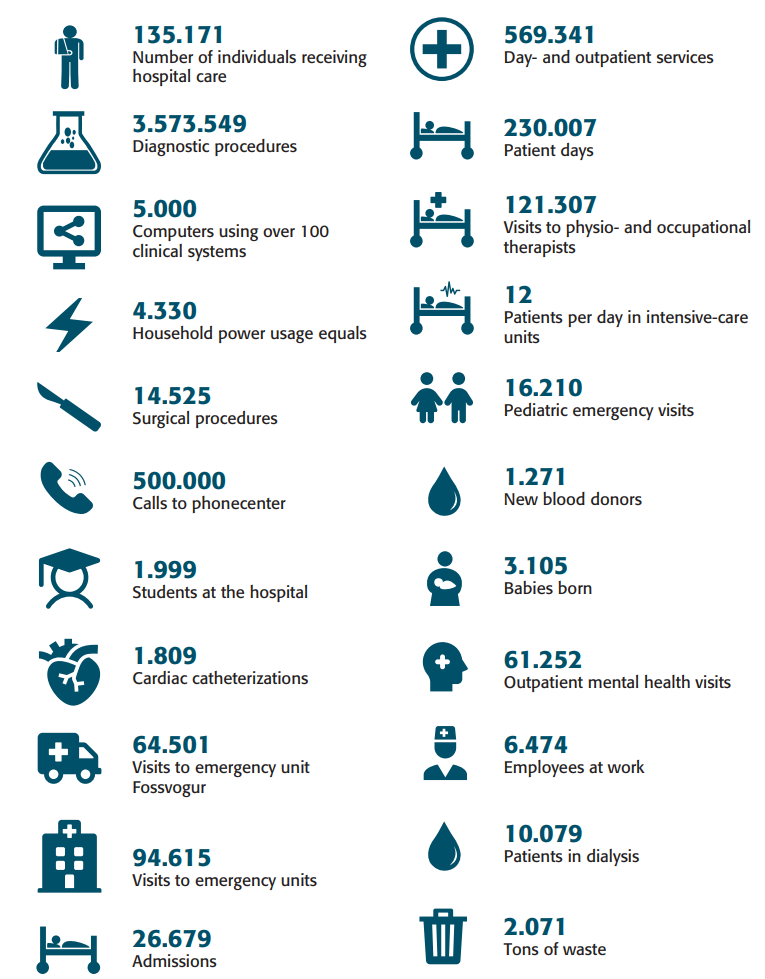 135.171
Number of individuals receiving
hospital care
3.573.549
Diagnostic procedures
5.000
Computers using over 100
clinical systems
4.330
Household power usage equals
14.525
Surgical procedures
500.000
Calls to phonecenter
1.999
Students at the hospital
1.809
Cardiac catheterizations
64.501
Visits to emergency unit
Fossvogur
94.615
Visits to emergency units
26.679
Admissions
569.341
Day- and outpatient services
230.007
Patient days
121.307
Visits to physio- and occupational
therapists
12
Patients per day in intensive-care
units
16.210
Pediatric emergency visits
1.271
New blood donors
3.105
Babies born
61.252
Outpatient mental health visits
6.474
Employees at work
10.079
Patients in dialysis
2.071
Tons of waste